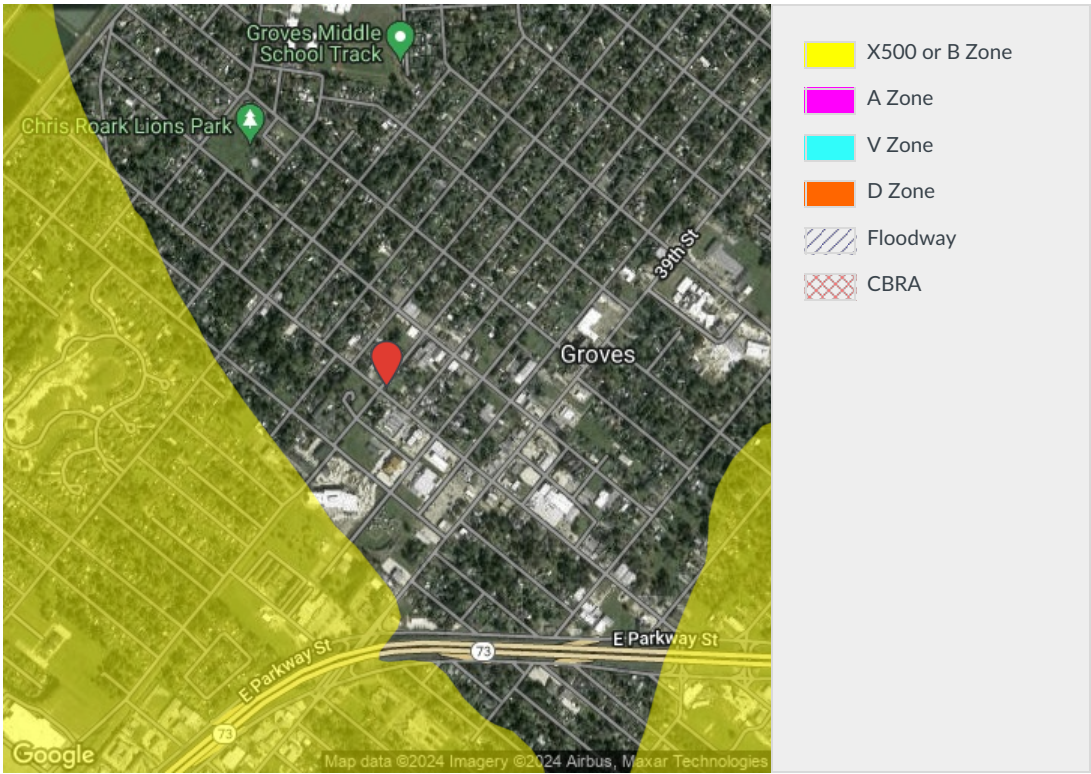 Groves Middle
School Track
Chris Roark Lions Park
39th St
Groves
E Parkway St
73
E Parkway St
73
Google
Map data ©2024 Imagery ©2024 Airbus, Maxar Technologies
X500 or B Zone
A Zone
V Zone
D Zone
Floodway
CBRA